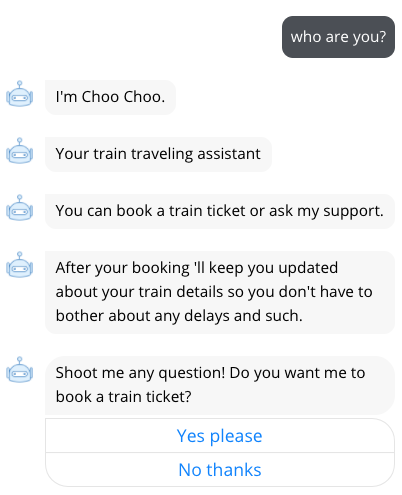 who are you?
I'm Choo Choo.
Your train traveling assistant
You can book a train ticket or ask my support.
After your booking 'll keep you updated
about your train details so you don't have to
bother about any delays and such.
Shoot me any question! Do you want me to
book a train ticket?
Yes please
No thanks